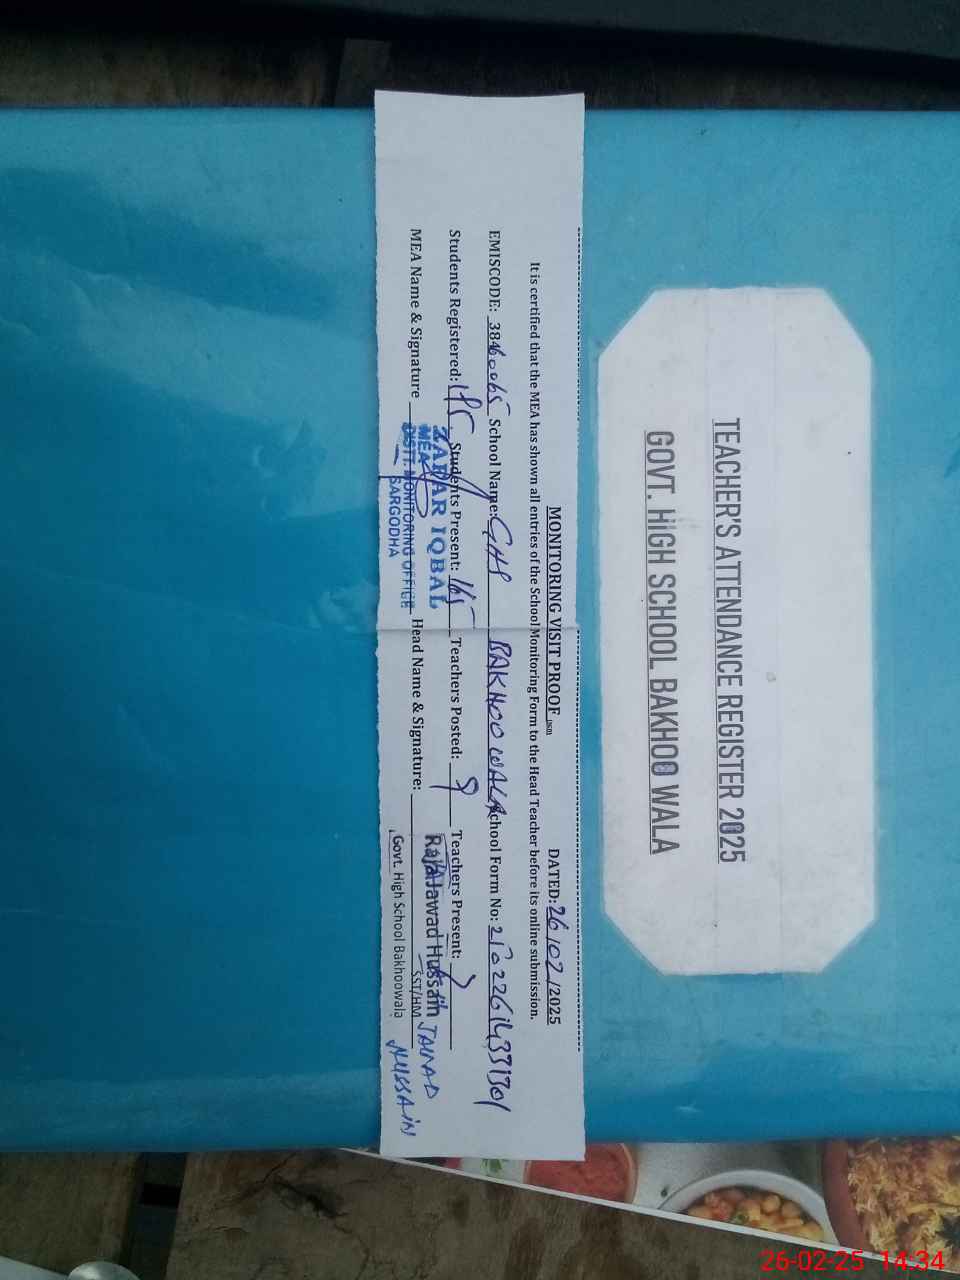 TEACHER'S ATTENDANCE REGISTER 2025
GOVT. HIGH SCHOOL BAKHOO WALA
MONITORING VISIT PROOF DATED: 26/02/2025
It is certified that the MEA has shown all entries of the School Monitoring Form to the Head Teacher before its online submission.
EMISCODE: 38460065 School Name: GHS BAKHOOWALA School Form No:
Students Registered: Students Present: 165 Teachers Posted: 9 Teachers Present:
MEA Name & Signature Head Name & Signature:
ZAFAR IQBAL
MEA
DISTT. MONITORING OFFICE
SARGODHA
Raja Jawad Hussain
SST/HM
Govt. High School Bakhoowala
JAWAD
HUSSAIN
26-02-25 14:34